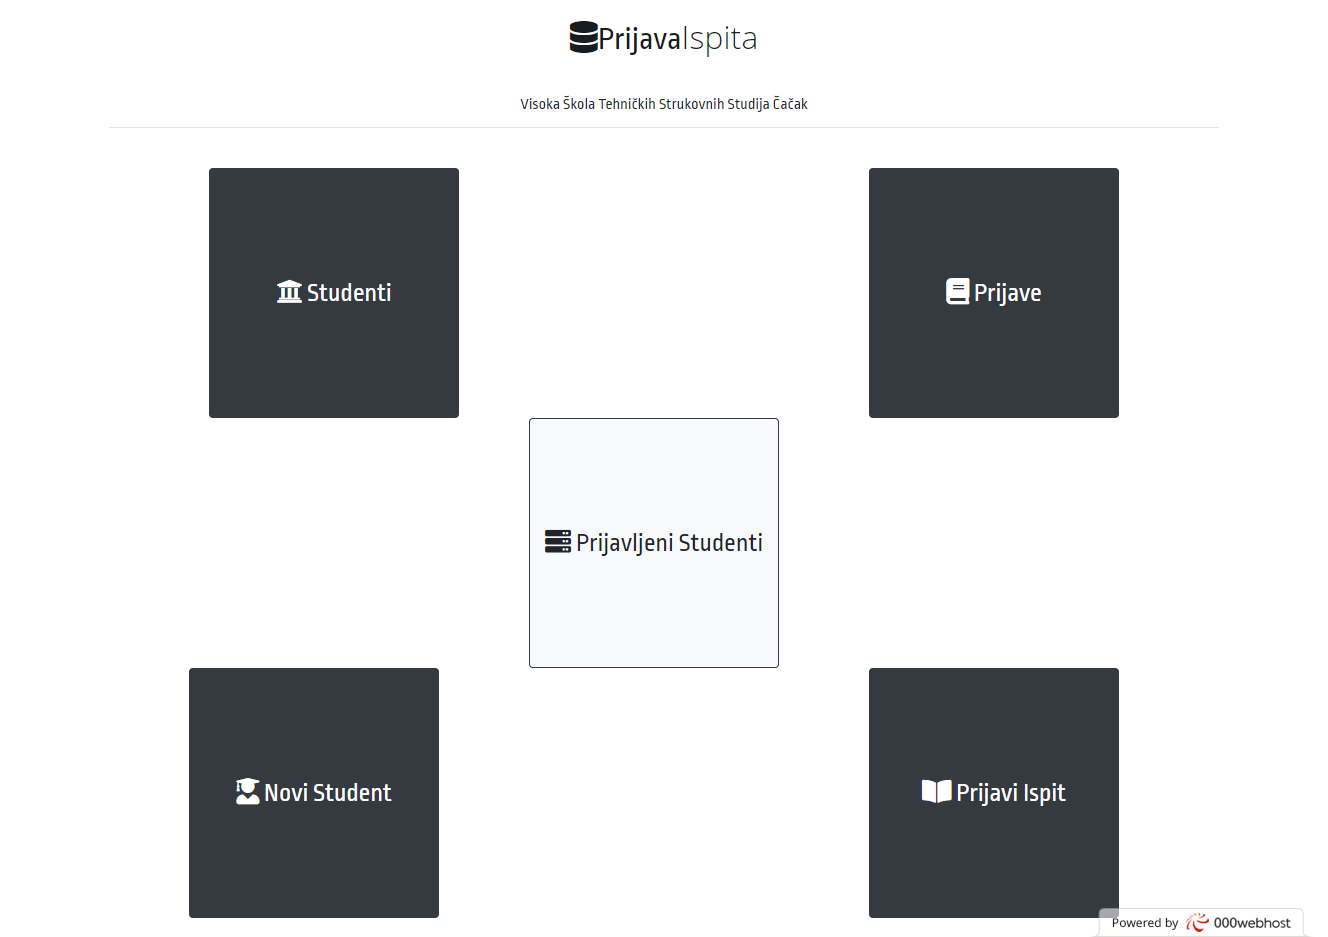 PrijavaIspita
Visoka Škola Tehničkih Strukovnih Studija Čačak
Studenti
Prijave
Prijavljeni Studenti
Novi Student
Prijavi Ispit
Powered by 000webhost